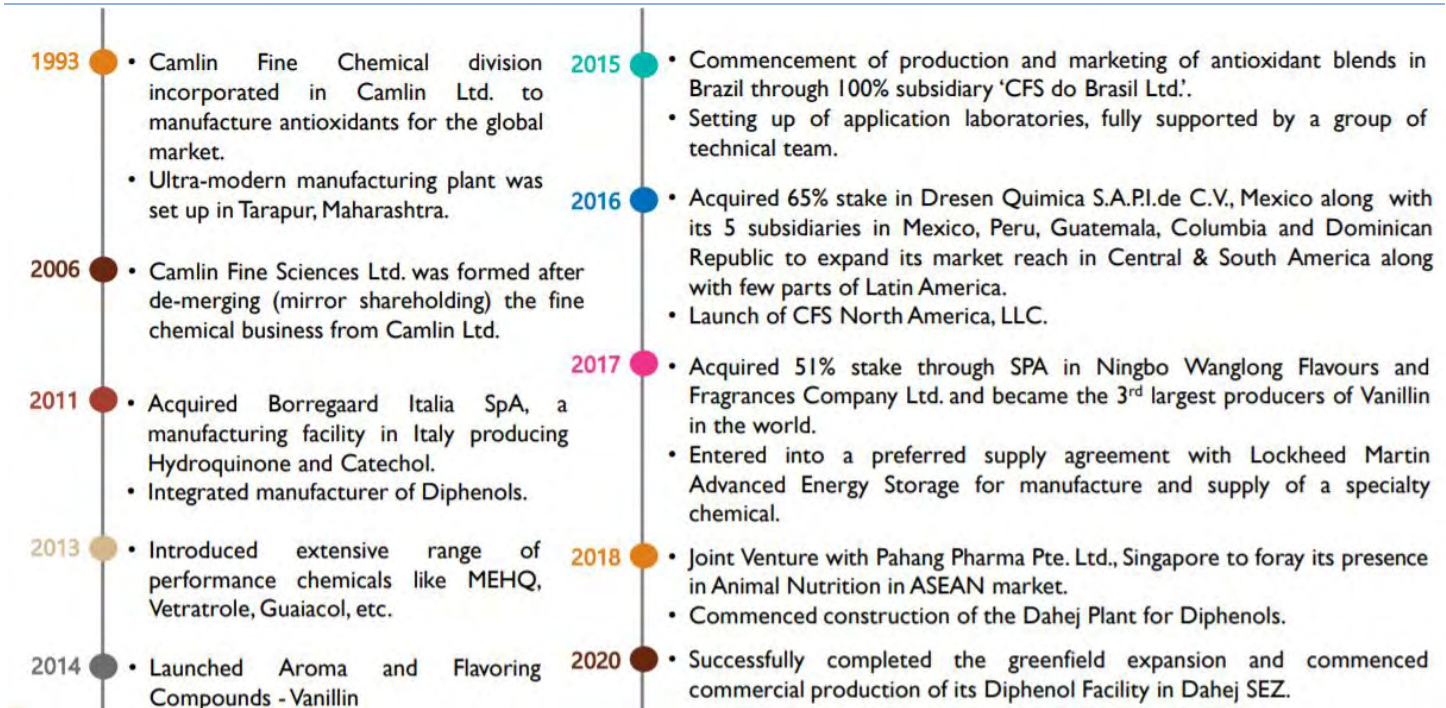 1993
• Camlin Fine Chemical division
incorporated in Camlin Ltd. to
manufacture antioxidants for the global
market.
• Ultra-modern manufacturing plant was
set up in Tarapur, Maharashtra.
2006
• Camlin Fine Sciences Ltd. was formed after
de-merging (mirror shareholding) the fine
chemical business from Camlin Ltd.
2011
• Acquired Borregaard Italia SpA, a
manufacturing facility in Italy producing
Hydroquinone and Catechol.
• Integrated manufacturer of Diphenols.
2013
• Introduced extensive range of
performance chemicals like MEHQ,
Vetratrole, Guaiacol, etc.
2014
• Launched Aroma and Flavoring
Compounds - Vanillin
2015
• Commencement of production and marketing of antioxidant blends in
Brazil through 100% subsidiary ‘CFS do Brasil Ltd.’.
• Setting up of application laboratories, fully supported by a group of
technical team.
2016
• Acquired 65% stake in Dresen Quimica S.A.P.I.de C.V., Mexico along with
its 5 subsidiaries in Mexico, Peru, Guatemala, Columbia and Dominican
Republic to expand its market reach in Central & South America along
with few parts of Latin America.
• Launch of CFS North America, LLC.
2017
• Acquired 51% stake through SPA in Ningbo Wanglong Flavours and
Fragrances Company Ltd. and became the 3rd largest producers of Vanillin
in the world.
• Entered into a preferred supply agreement with Lockheed Martin
Advanced Energy Storage for manufacture and supply of a specialty
chemical.
2018
• Joint Venture with Pahang Pharma Pte. Ltd., Singapore to foray its presence
in Animal Nutrition in ASEAN market.
• Commenced construction of the Dahej Plant for Diphenols.
2020
• Successfully completed the greenfield expansion and commenced
commercial production of its Diphenol Facility in Dahej SEZ.